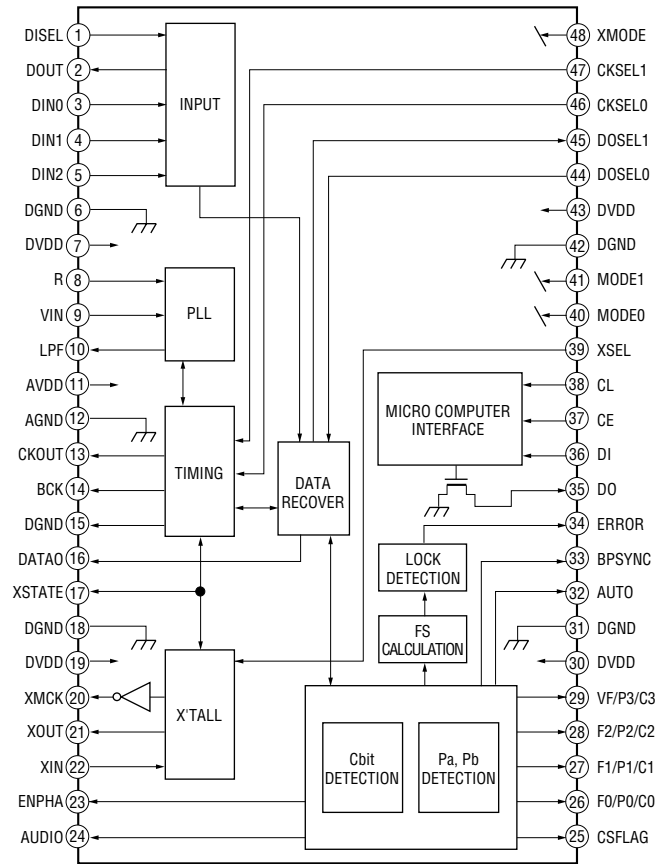 DISEL 1
DOUT 2
DIN0 3
DIN1 4
DIN2 5
DGND 6
DVDD 7
R 8
VIN 9
LPF 10
AVDD 11
AGND 12
CKOUT 13
BCK 14
DGND 15
DATAO 16
XSTATE 17
DGND 18
DVDD 19
XMCK 20
XOUT 21
XIN 22
ENPHA 23
AUDIO 24
INPUT
PLL
TIMING
X'TALL
DATA
RECOVER
MICRO COMPUTER
INTERFACE
LOCK
DETECTION
FS
CALCULATION
Cbit
DETECTION
Pa, Pb
DETECTION
48 XMODE
47 CKSEL1
46 CKSEL0
45 DOSEL1
44 DOSEL0
43 DVDD
42 DGND
41 MODE1
40 MODE0
39 XSEL
38 CL
37 CE
36 DI
35 DO
34 ERROR
33 BPSYNC
32 AUTO
31 DGND
30 DVDD
29 VF/P3/C3
28 F2/P2/C2
27 F1/P1/C1
26 F0/P0/C0
25 CSFLAG